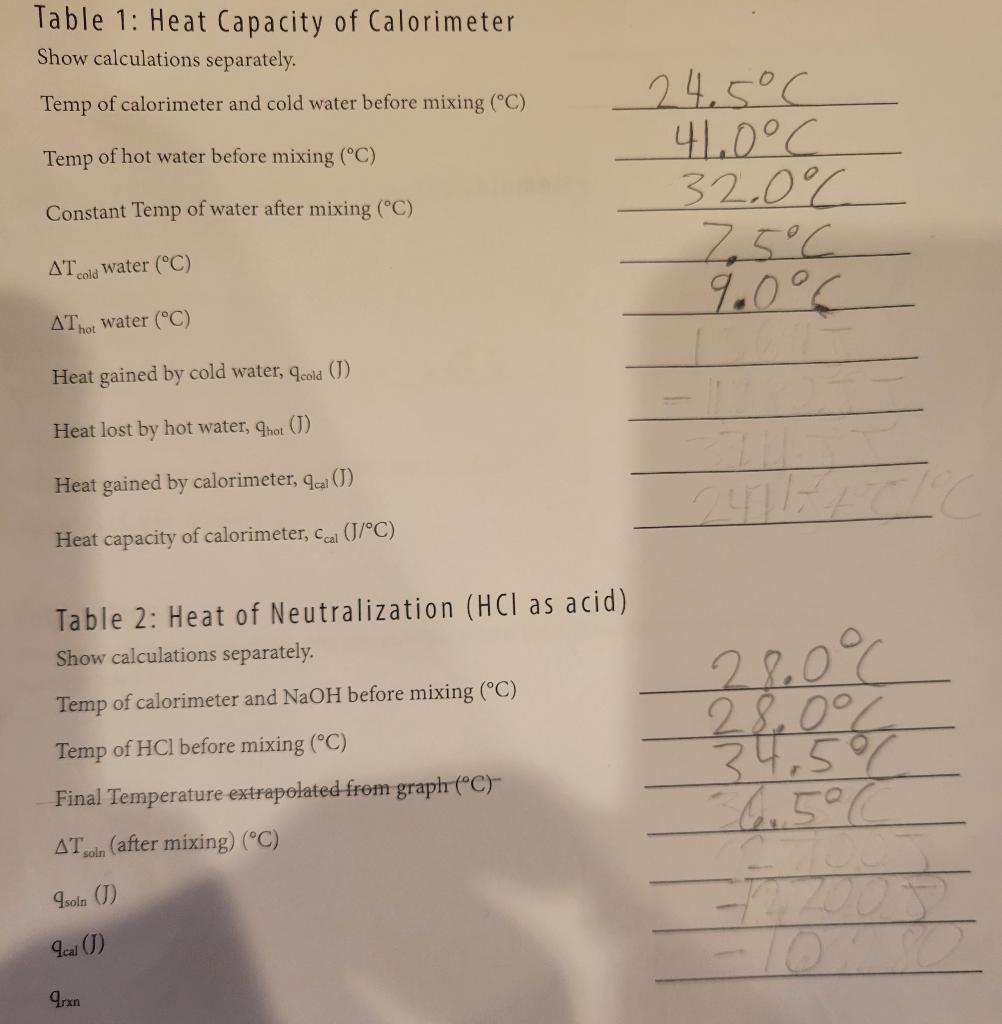 Table 1: Heat Capacity of Calorimeter
Show calculations separately.
Temp of calorimeter and cold water before mixing (°C) 24.5°C
Temp of hot water before mixing (°C) 41.0°C
Constant Temp of water after mixing (°C) 32.0°C
ΔTcold water (°C) 7.5°C
ΔThot water (°C) 9.0°C
Heat gained by cold water, qcold (J)
Heat lost by hot water, qhot (J)
Heat gained by calorimeter, qcal (J)
Heat capacity of calorimeter, ccal (J/°C)
Table 2: Heat of Neutralization (HCl as acid)
Show calculations separately.
Temp of calorimeter and NaOH before mixing (°C) 28.0°C
Temp of HCl before mixing (°C) 28.0°C
Final Temperature extrapolated from graph (°C) 34.5°C
ΔTsoln (after mixing) (°C) 6.5°C
qsoln (J)
qcal (J)
qrxn